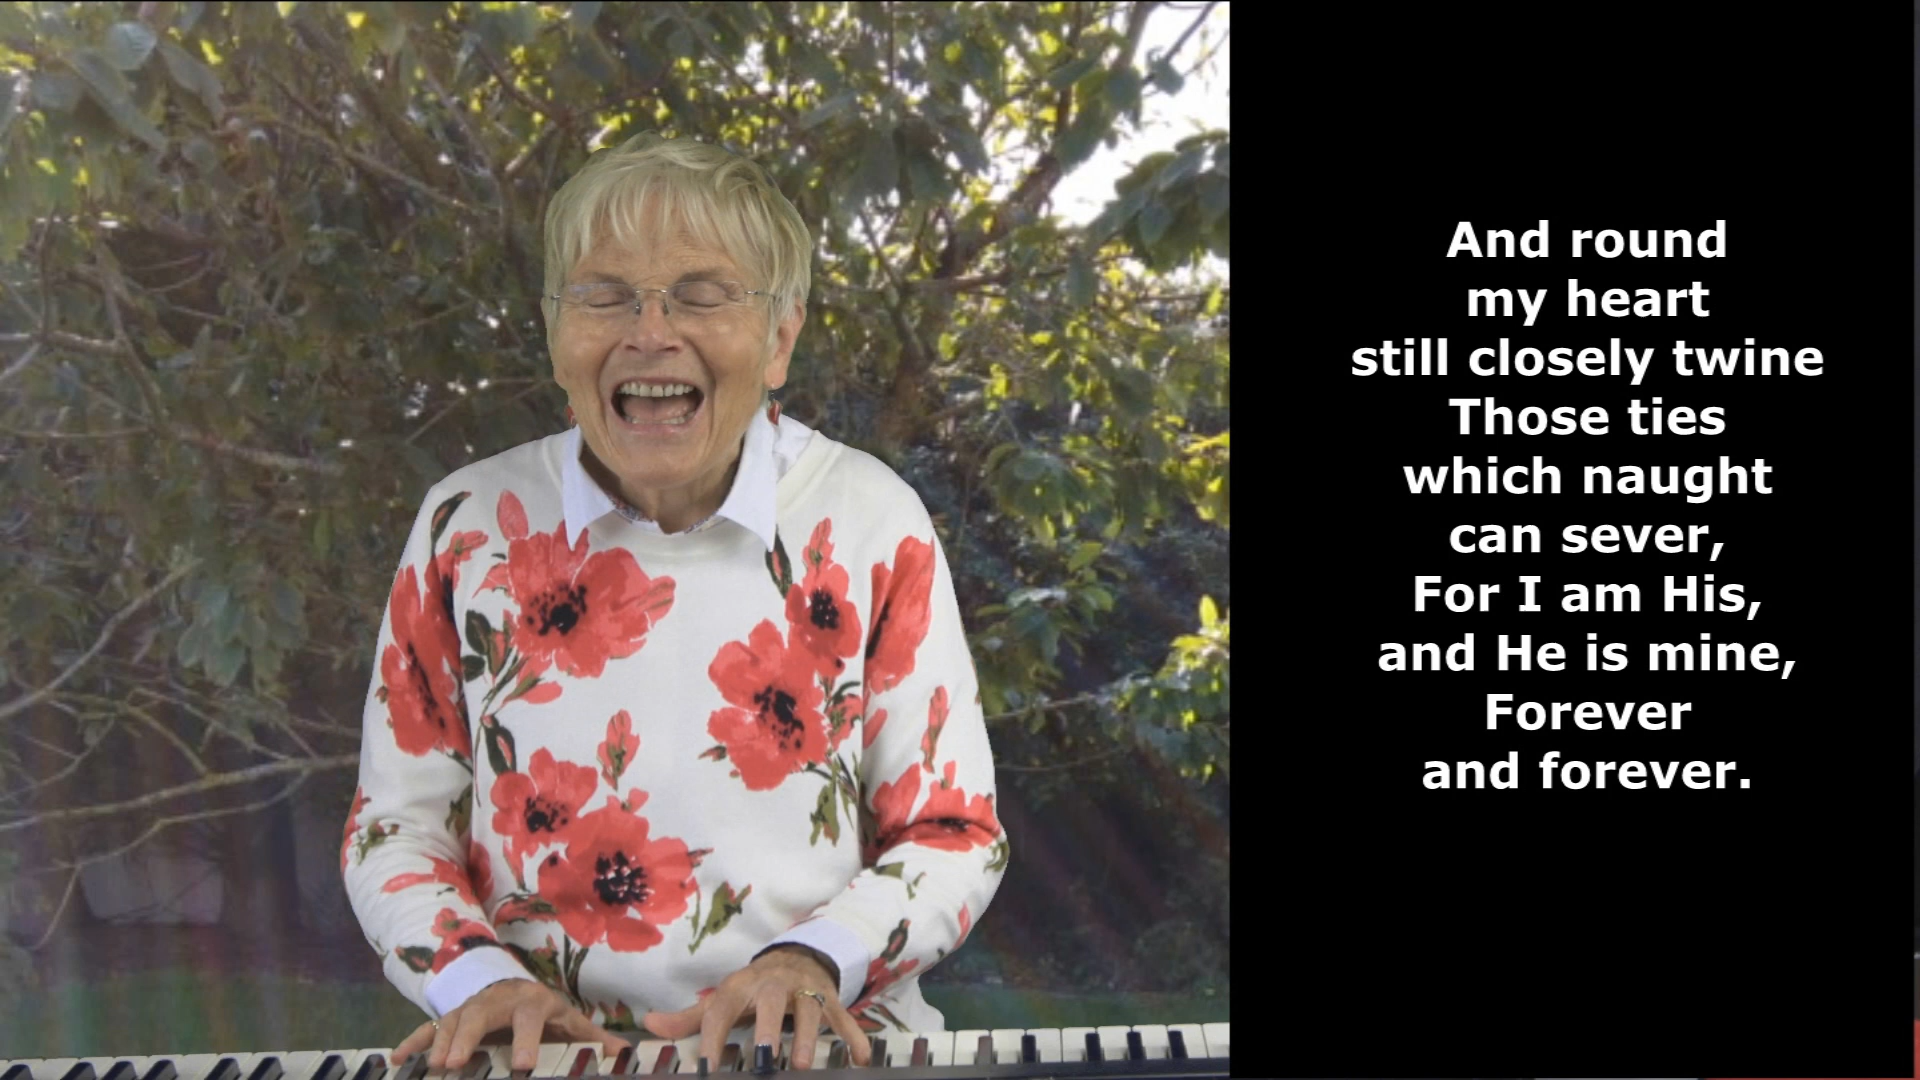 And round
my heart
still closely twine
Those ties
which naught
can sever,
For I am His,
and He is mine,
Forever
and forever.